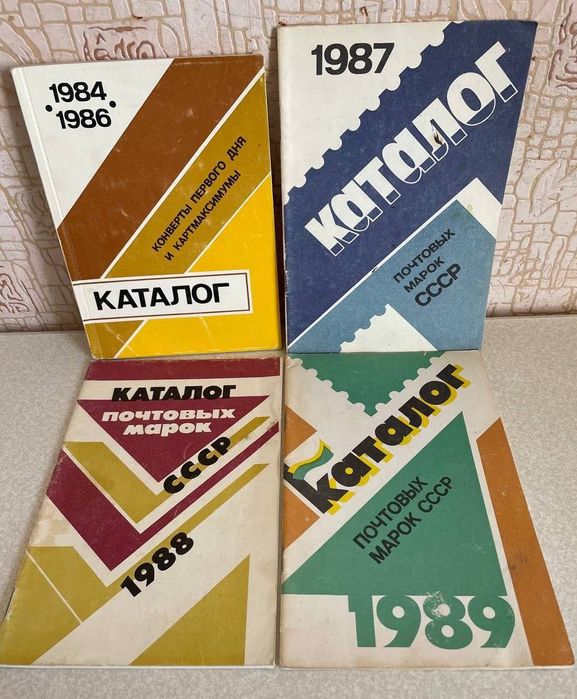 1984
1986
КОНВЕРТЫ ПЕРВОГО ДНЯ
И КАРТМАКСИМУМЫ
КАТАЛОГ
1987
каталог
ПОЧТОВЫХ
МАРОК
СССР
КАТАЛОГ
почтовых
марок
СССР
1988
каталог
ПОЧТОВЫХ
МАРОК СССР
1989